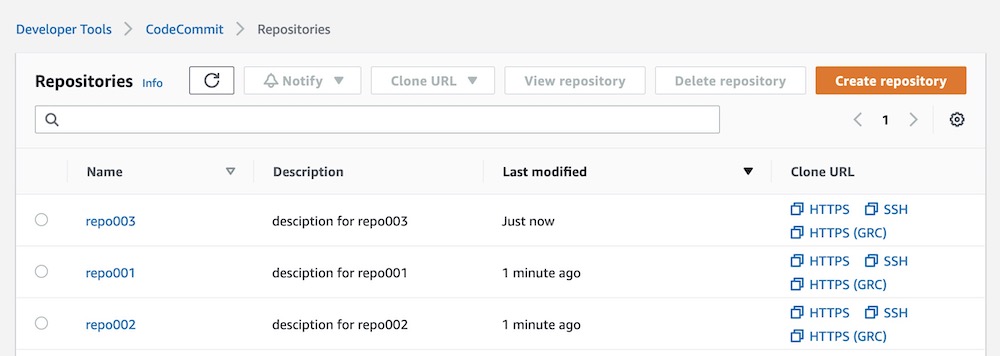 Developer Tools > CodeCommit > Repositories
Repositories Info Notify Clone URL View repository Delete repository Create repository
1
Name Description Last modified Clone URL
repo003 desciption for repo003 Just now HTTPS SSH
HTTPS (GRC)
repo001 desciption for repo001 1 minute ago HTTPS SSH
HTTPS (GRC)
repo002 desciption for repo002 1 minute ago HTTPS SSH
HTTPS (GRC)